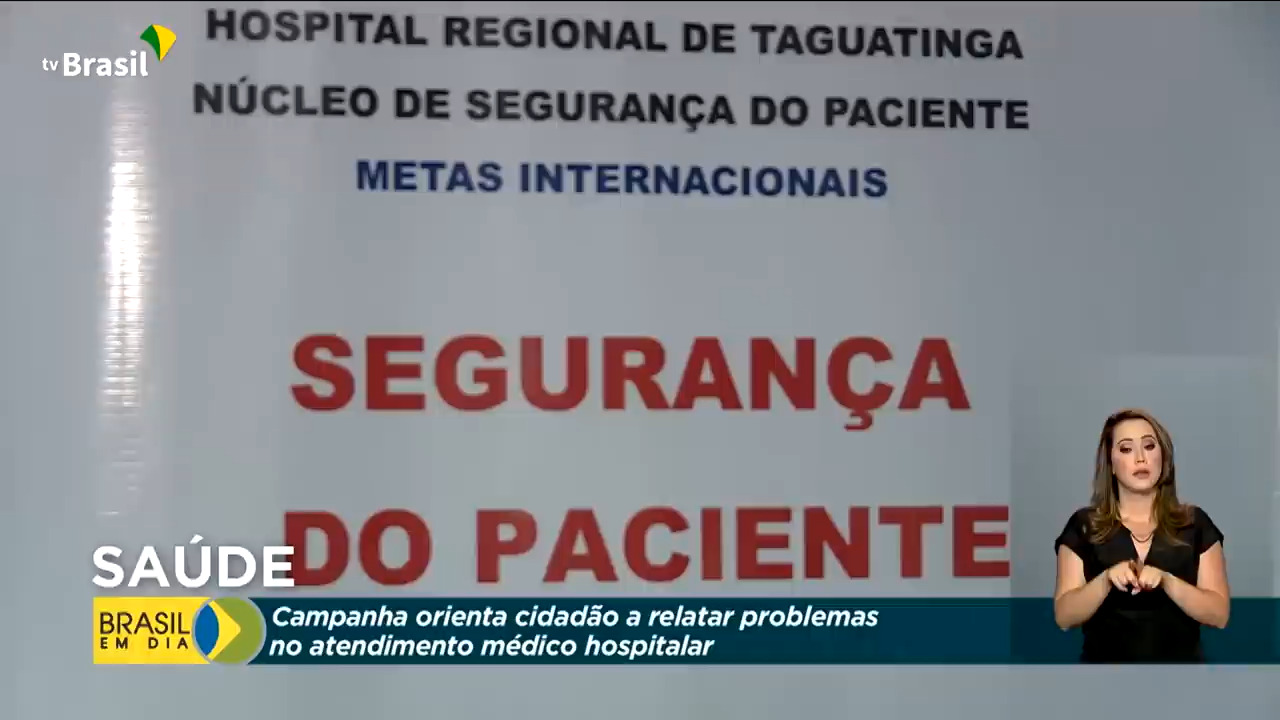 HOSPITAL REGIONAL DE TAGUATINGA
tv Brasil
NÚCLEO DE SEGURANÇA DO PACIENTE
METAS INTERNACIONAIS
SEGURANÇA
DO PACIENTE
SAÚDE
BRASIL
EM DIA
Campanha orienta cidadão a relatar problemas
no atendimento médico hospitalar